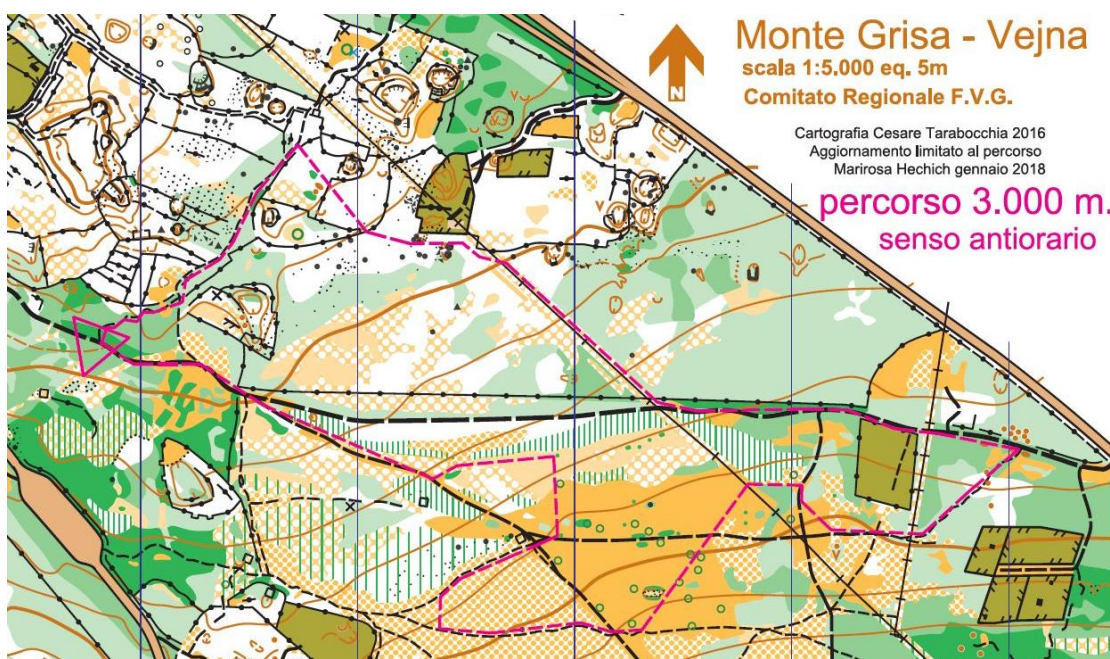 Monte Grisa - Vejna
scala 1:5.000 eq. 5m
Comitato Regionale F.V.G.
N
Cartografia Cesare Tarabocchia 2016
Aggiornamento limitato al percorso
Marirosa Hechich gennaio 2018
percorso 3.000 m.
senso antiorario